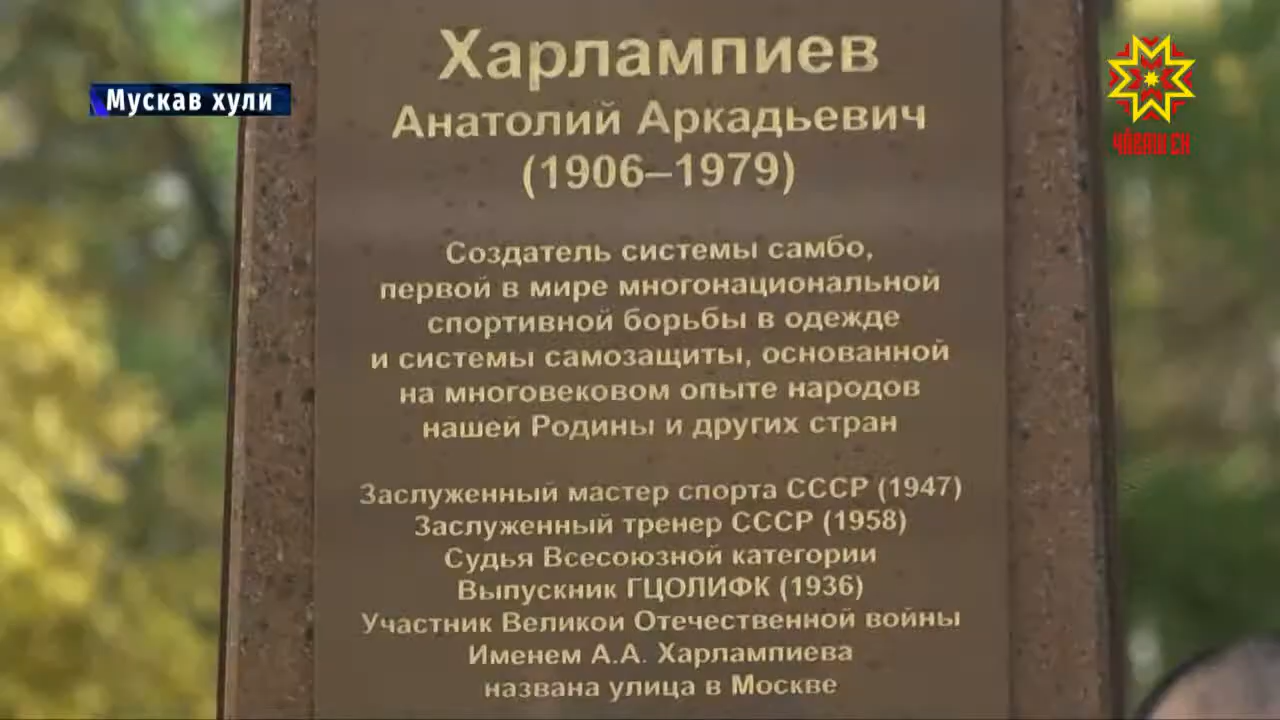 Харлампиев
Анатолий Аркадьевич
(1906–1979)
Мускав хули
ЧӐВАШ ЕН
Создатель системы самбо,
первой в мире многонациональной
спортивной борьбы в одежде
и системы самозащиты, основанной
на многовековом опыте народов
нашей Родины и других стран
Заслуженный мастер спорта СССР (1947)
Заслуженный тренер СССР (1958)
Судья Всесоюзной категории
Выпускник ГЦОЛИФК (1936)
Участник Великой Отечественной войны
Именем А.А. Харлампиева
названа улица в Москве